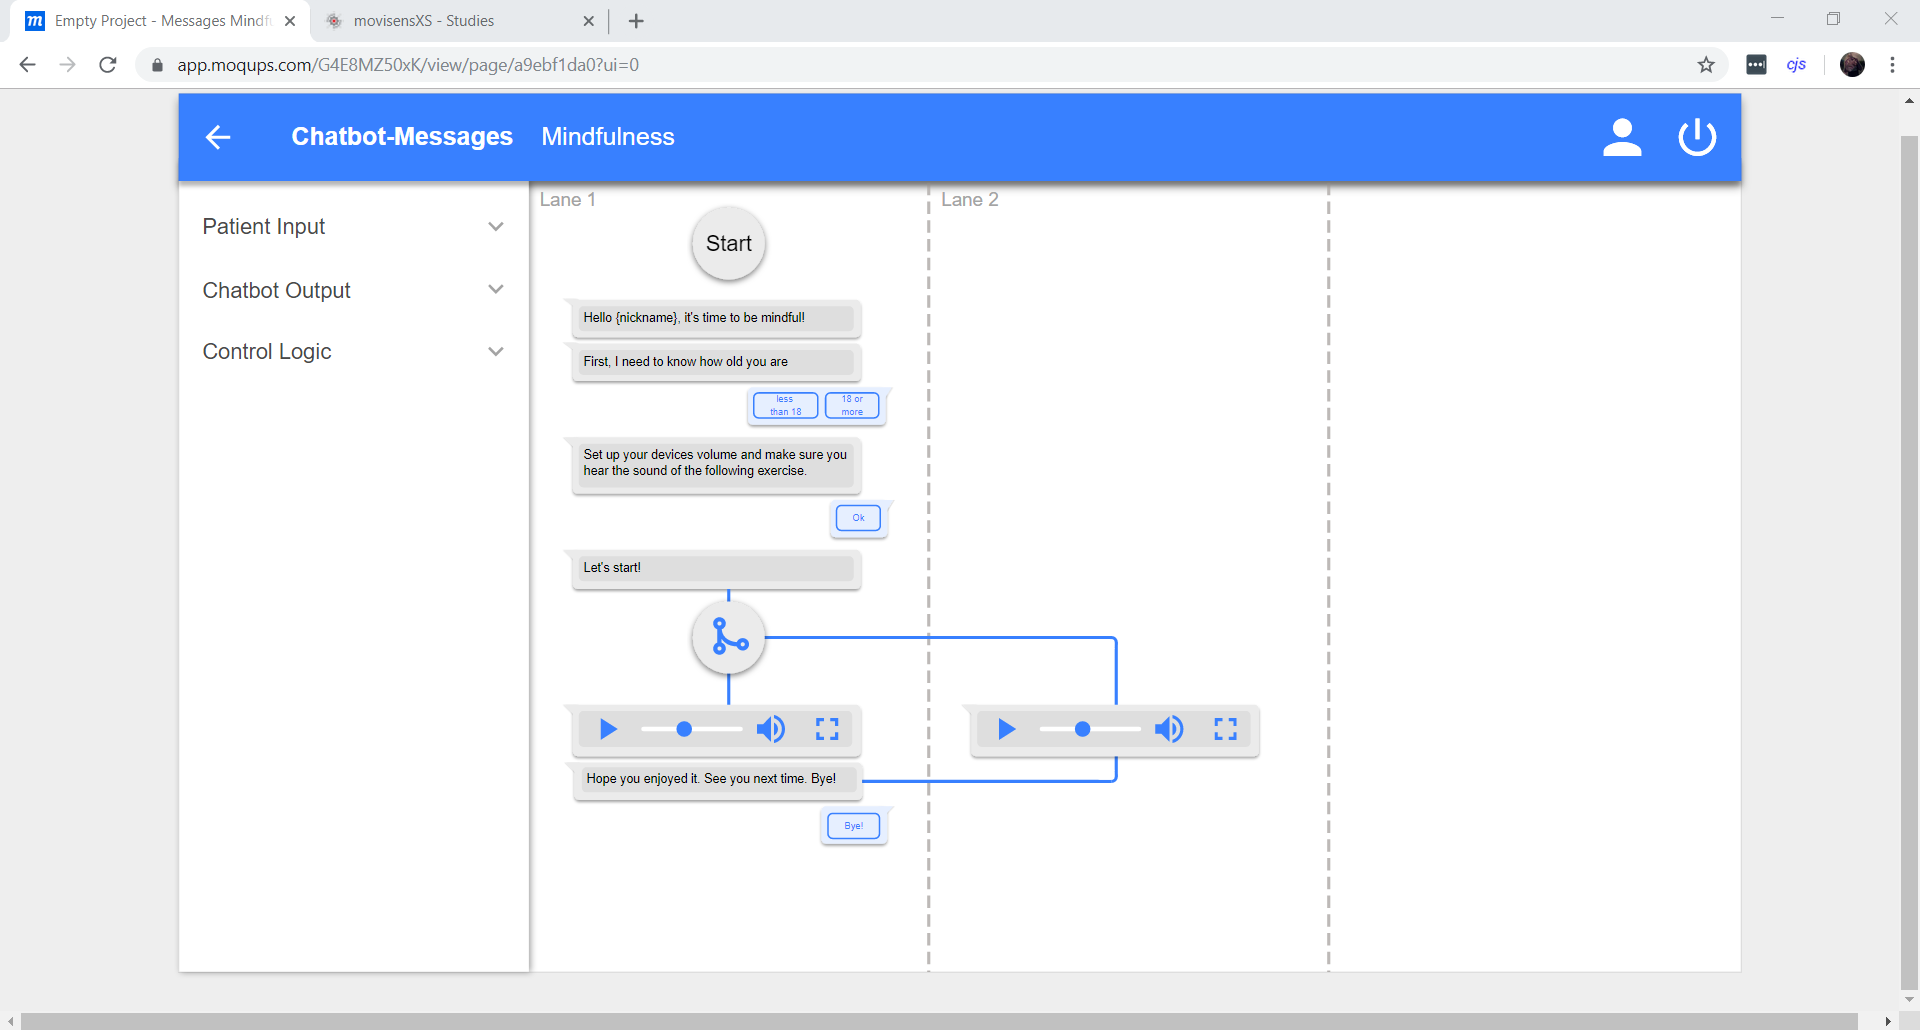 Empty Project - Messages Mindfu
movisensXS - Studies
app.moqups.com/G4E8MZ50xK/view/page/a9ebf1da0?ui=0
cjs
Chatbot-Messages Mindfulness
Patient Input
Chatbot Output
Control Logic
Lane 1
Lane 2
Start
Hello {nickname}, it's time to be mindful!
First, I need to know how old you are
less
than 18
18 or
more
Set up your devices volume and make sure you
hear the sound of the following exercise.
Ok
Let's start!
Hope you enjoyed it. See you next time. Bye!
Bye!